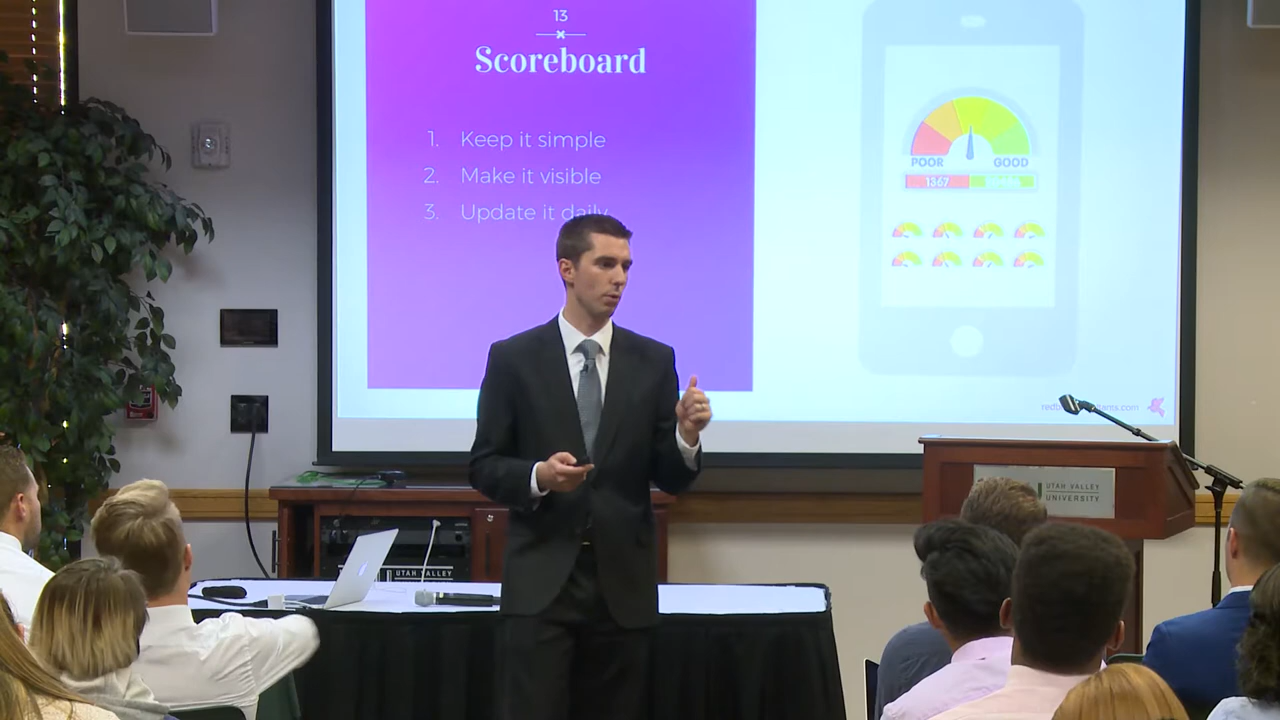 13
Scoreboard
1. Keep it simple
2. Make it visible
3. Update it daily
POOR GOOD
1367
UTAH VALLEY
UNIVERSITY
UTAH VALLEY